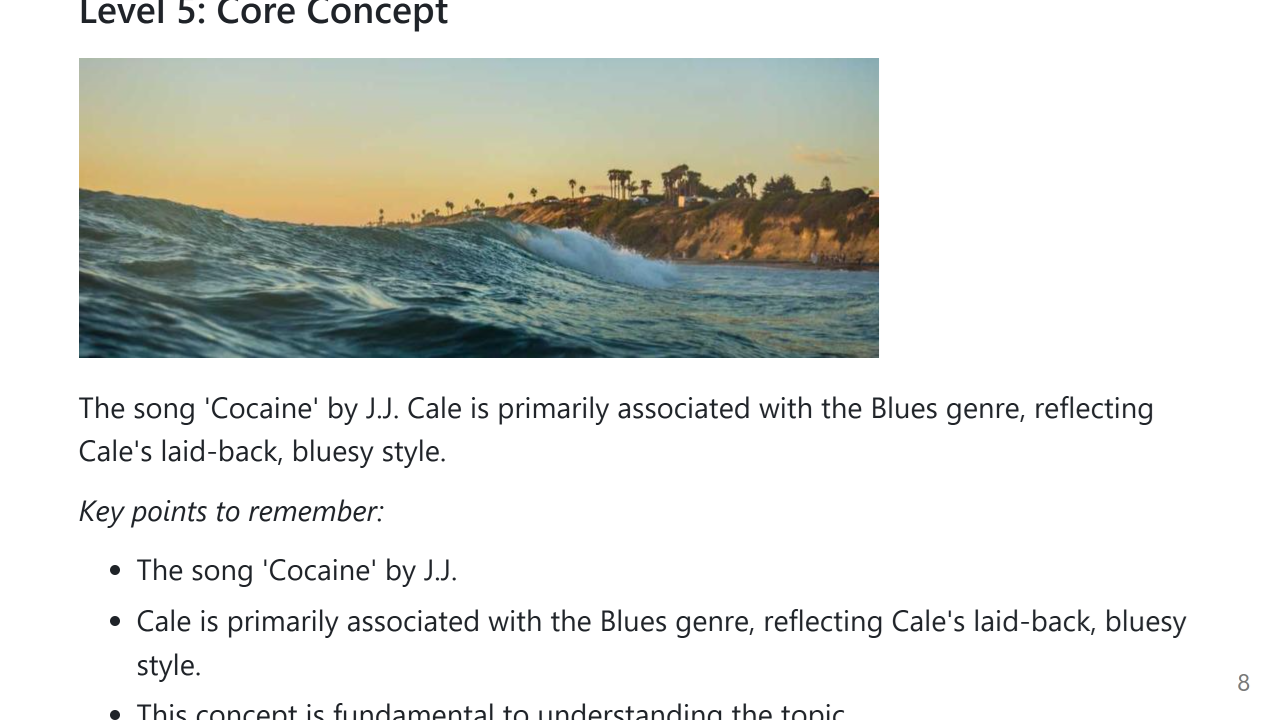 Level 5: Core Concept
The song 'Cocaine' by J.J. Cale is primarily associated with the Blues genre, reflecting
Cale's laid-back, bluesy style.
Key points to remember:
• The song 'Cocaine' by J.J.
• Cale is primarily associated with the Blues genre, reflecting Cale's laid-back, bluesy
style.
• This concept is fundamental to understanding the topic
8